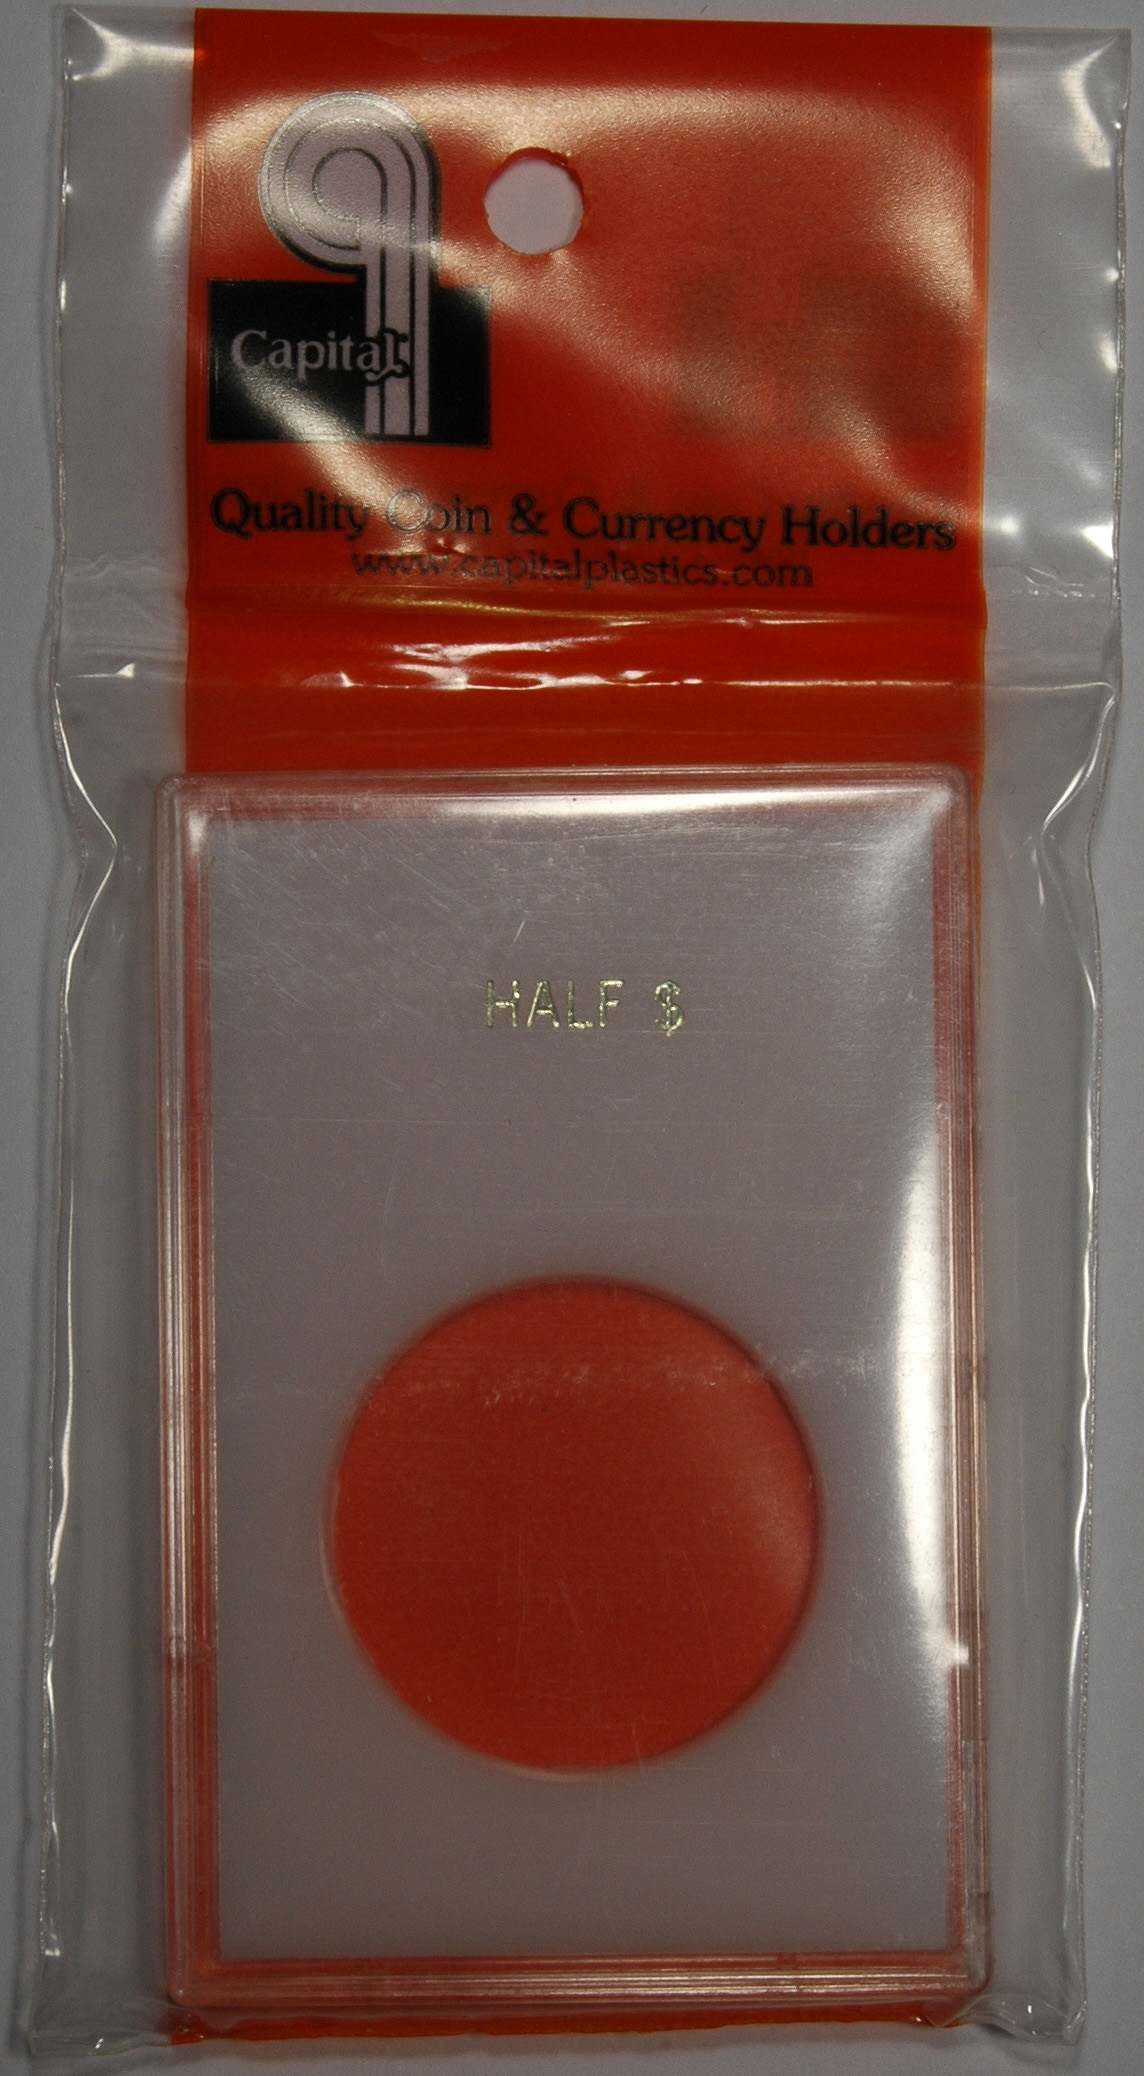 Capital
Quality Coin & Currency Holders
www.capitalplastics.com
HALF $